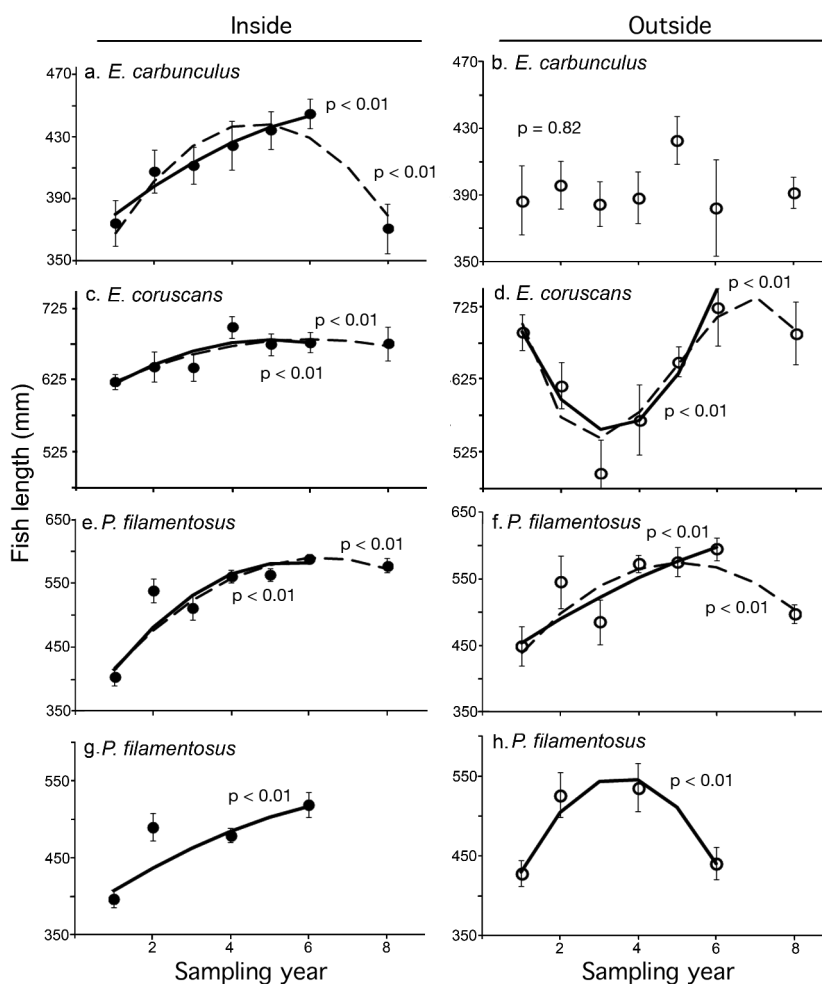 Inside
Outside
a. E. carbunculus
470
430
390
350
p < 0.01
p < 0.01
b. E. carbunculus
470
430
390
350
p = 0.82
c. E. coruscans
725
625
525
p < 0.01
p < 0.01
d. E. coruscans
725
625
525
p < 0.01
p < 0.01
Fish length (mm)
e. P. filamentosus
650
550
450
350
p < 0.01
p < 0.01
f. P. filamentosus
650
550
450
350
p < 0.01
p < 0.01
g. P. filamentosus
550
450
350
p < 0.01
2 4 6 8
Sampling year
h. P. filamentosus
550
450
350
p < 0.01
2 4 6 8
Sampling year